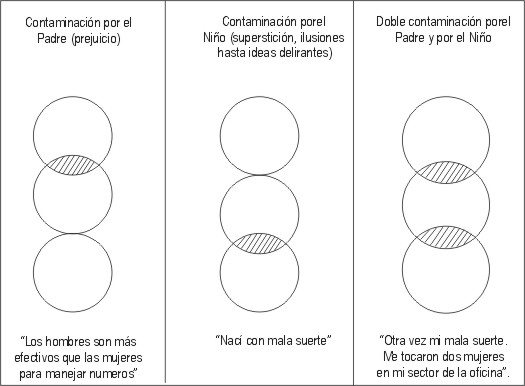 Contaminación por el
Padre (prejuicio)
Contaminación porel
Niño (superstición, ilusiones
hasta ideas delirantes)
Doble contaminación porel
Padre y por el Niño
“Los hombres son más
efectivos que las mujeres
para manejar numeros”
“Nací con mala suerte”
“Otra vez mi mala suerte.
Me tocaron dos mujeres
en mi sector de la oficina”.